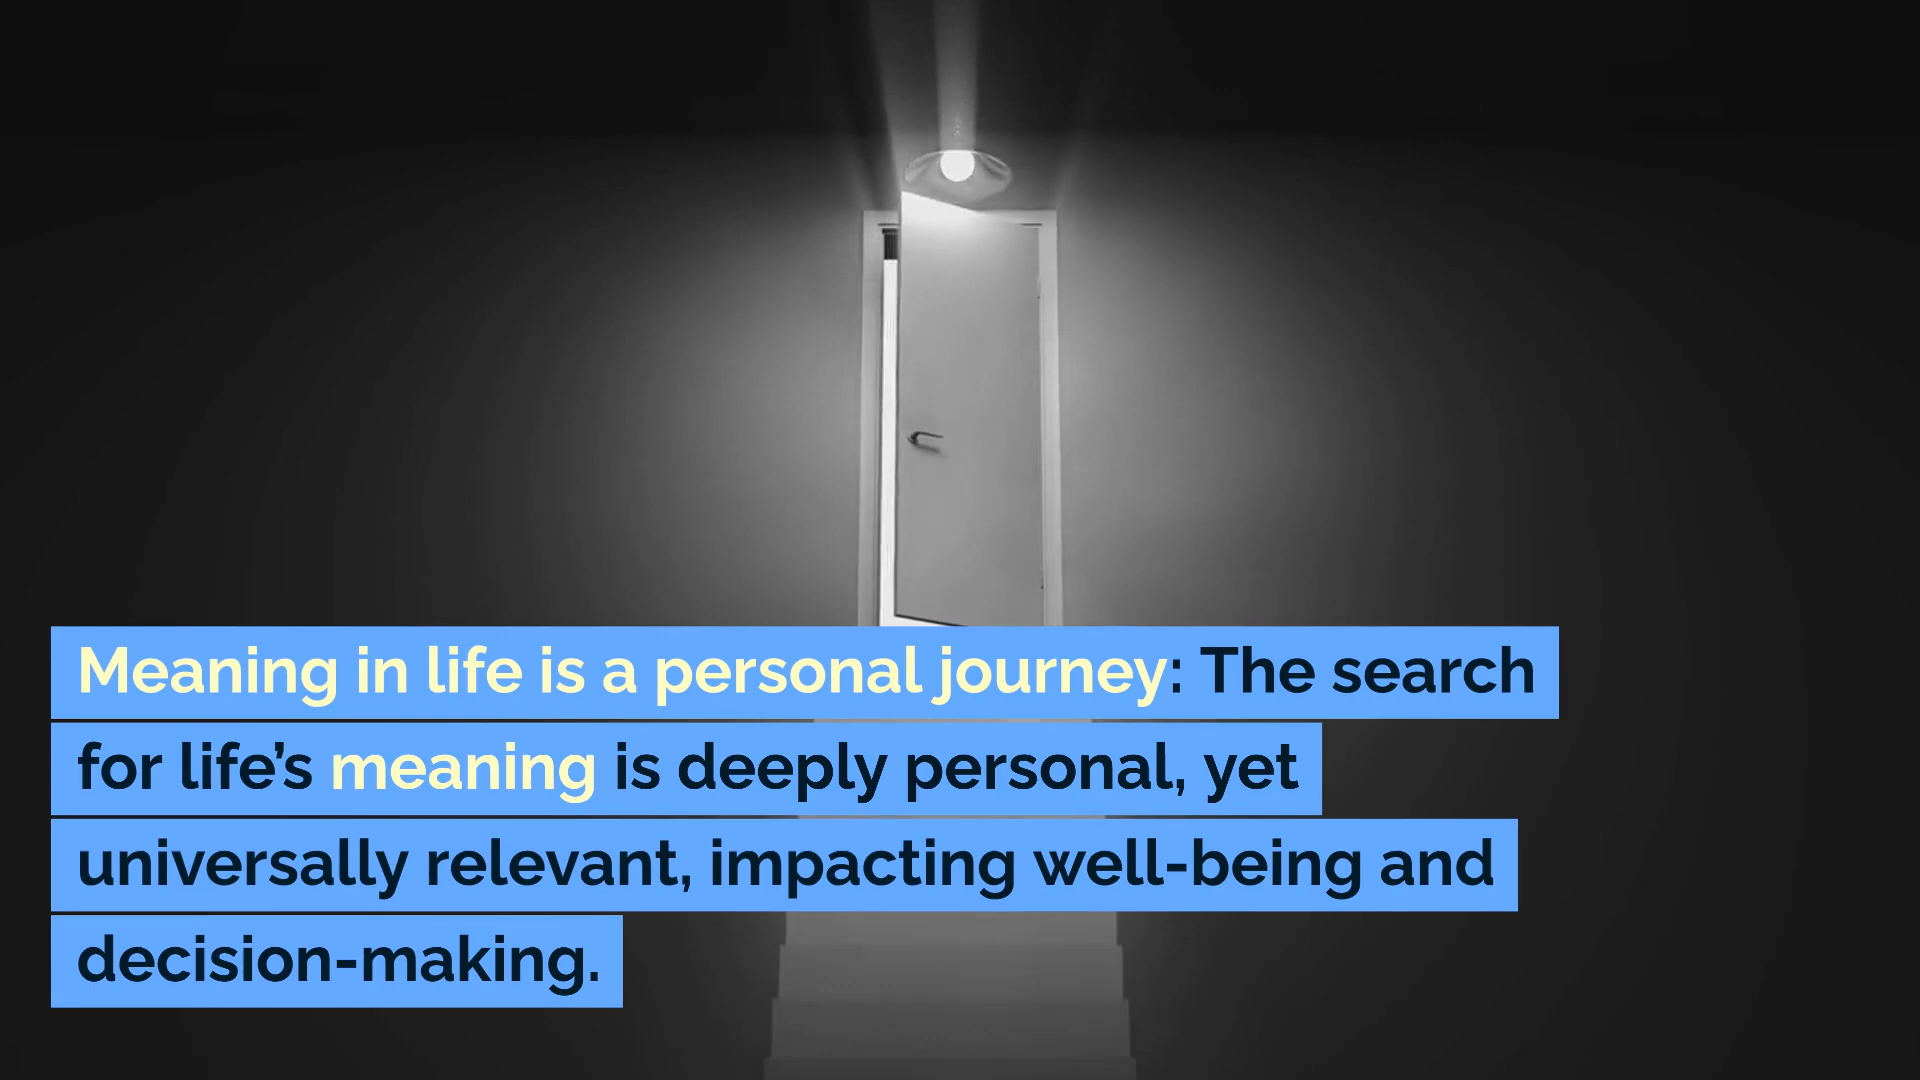 Meaning in life is a personal journey: The search
for life’s meaning is deeply personal, yet
universally relevant, impacting well-being and
decision-making.